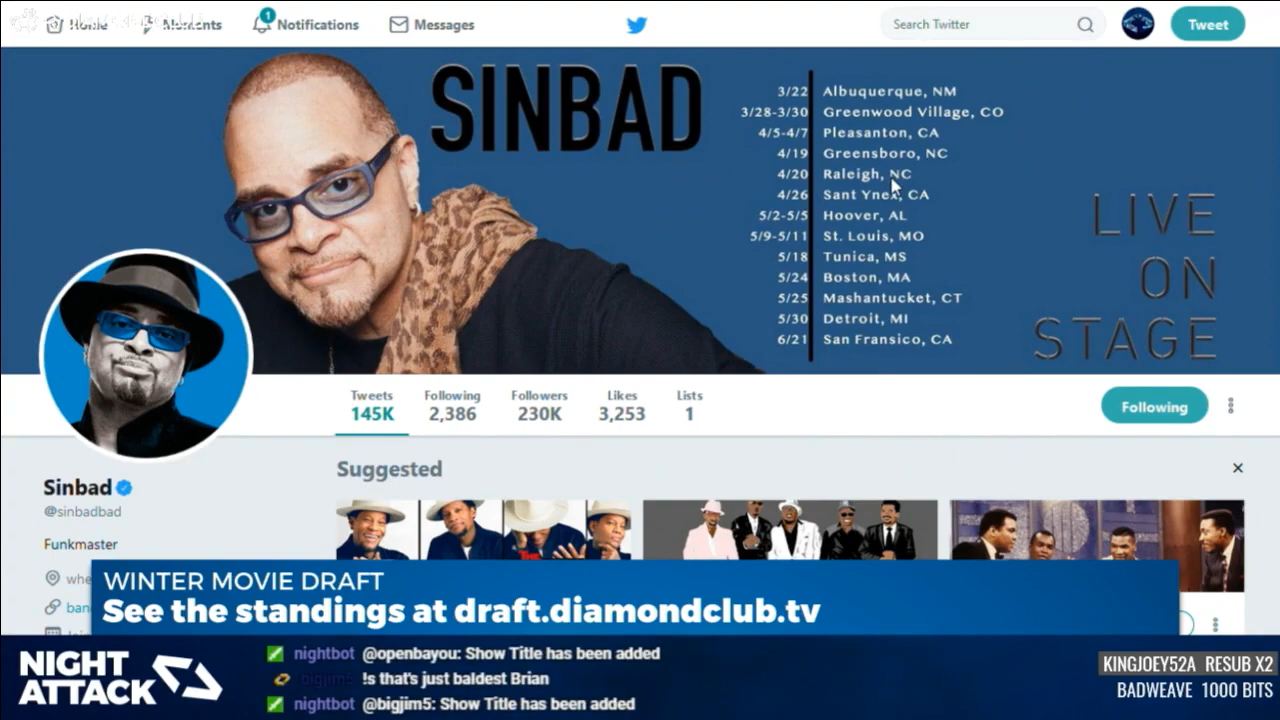 Home
Moments
1
Notifications
Messages
Search Twitter
Tweet
SINBAD
3/22 Albuquerque, NM
3/28-3/30 Greenwood Village, CO
4/5-4/7 Pleasanton, CA
4/19 Greensboro, NC
4/20 Raleigh, NC
4/26 Sant Ynez, CA
5/2-5/5 Hoover, AL
5/9-5/11 St. Louis, MO
5/18 Tunica, MS
5/24 Boston, MA
5/25 Mashantucket, CT
5/30 Detroit, MI
6/21 San Fransico, CA
LIVE
ON
STAGE
Tweets Following Followers Likes Lists
145K 2,386 230K 3,253 1
Following
Suggested
Sinbad
@sinbadbad
Funkmaster
WINTER MOVIE DRAFT
See the standings at draft.diamondclub.tv
NIGHT
ATTACK
nightbot @openbayou: Show Title has been added
bigjim5 !s that's just baldest Brian
nightbot @bigjim5: Show Title has been added
KINGJOEY52A RESUB X2
BADWEAVE 1000 BITS